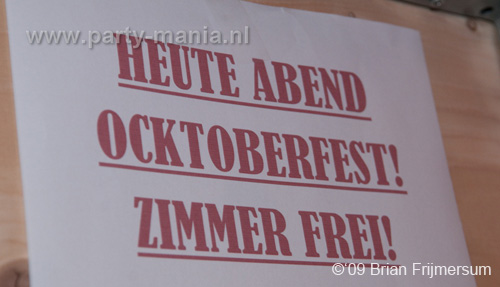 www.party-mania.nl
HEUTE ABEND
OCKTOBERFEST!
ZIMMER FREI!
©'09 Brian Frijmersum